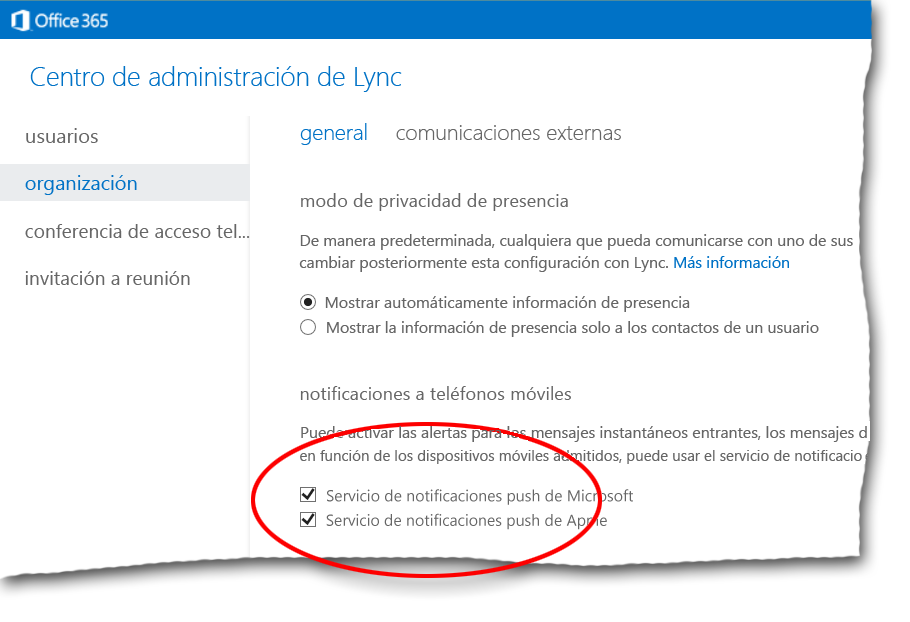 Office 365
Centro de administración de Lync
usuarios
organización
conferencia de acceso tel...
invitación a reunión
general comunicaciones externas
modo de privacidad de presencia
De manera predeterminada, cualquiera que pueda comunicarse con uno de sus
cambiar posteriormente esta configuración con Lync. Más información
Mostrar automáticamente información de presencia
Mostrar la información de presencia solo a los contactos de un usuario
notificaciones a teléfonos móviles
Puede activar las alertas para los mensajes instantáneos entrantes, los mensajes d
en función de los dispositivos móviles admitidos, puede usar el servicio de notificacio
Servicio de notificaciones push de Microsoft
Servicio de notificaciones push de Apple